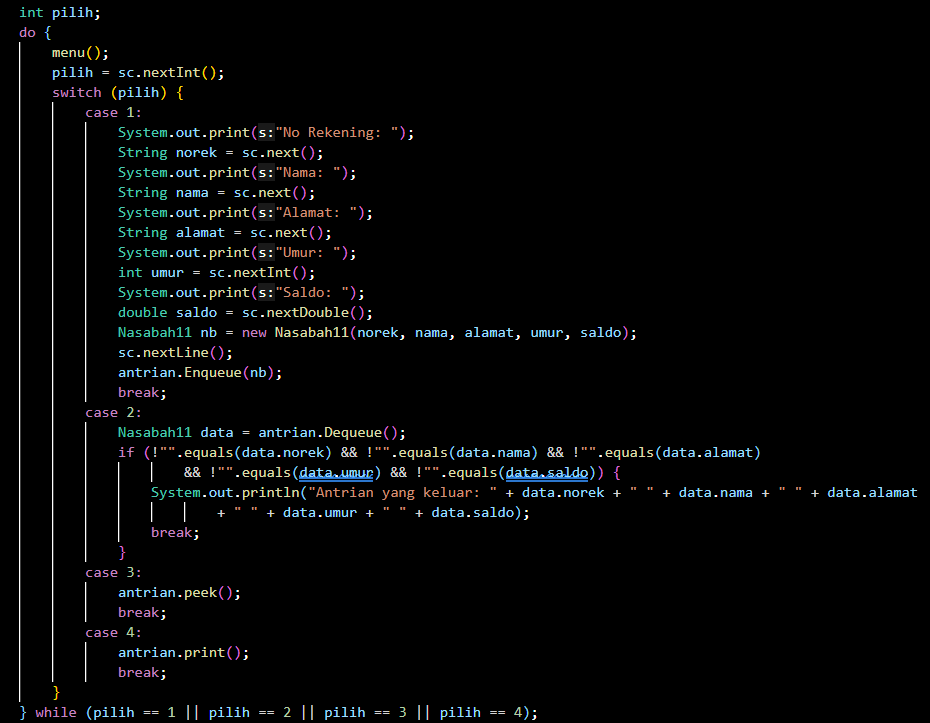 int pilih;
do {
    menu();
    pilih = sc.nextInt();
    switch (pilih) {
        case 1:
            System.out.print(s:"No Rekening: ");
            String norek = sc.next();
            System.out.print(s:"Nama: ");
            String nama = sc.next();
            System.out.print(s:"Alamat: ");
            String alamat = sc.next();
            System.out.print(s:"Umur: ");
            int umur = sc.nextInt();
            System.out.print(s:"Saldo: ");
            double saldo = sc.nextDouble();
            Nasabah11 nb = new Nasabah11(norek, nama, alamat, umur, saldo);
            sc.nextLine();
            antrian.Enqueue(nb);
            break;
        case 2:
            Nasabah11 data = antrian.Dequeue();
            if (!"".equals(data.norek) && !"".equals(data.nama) && !"".equals(data.alamat)
                    && !"".equals(data.umur) && !"".equals(data.saldo)) {
                System.out.println("Antrian yang keluar: " + data.norek + " " + data.nama + " " + data.alamat
                        + " " + data.umur + " " + data.saldo);
                break;
            }
        case 3:
            antrian.peek();
            break;
        case 4:
            antrian.print();
            break;
    }
} while (pilih == 1 || pilih == 2 || pilih == 3 || pilih == 4);